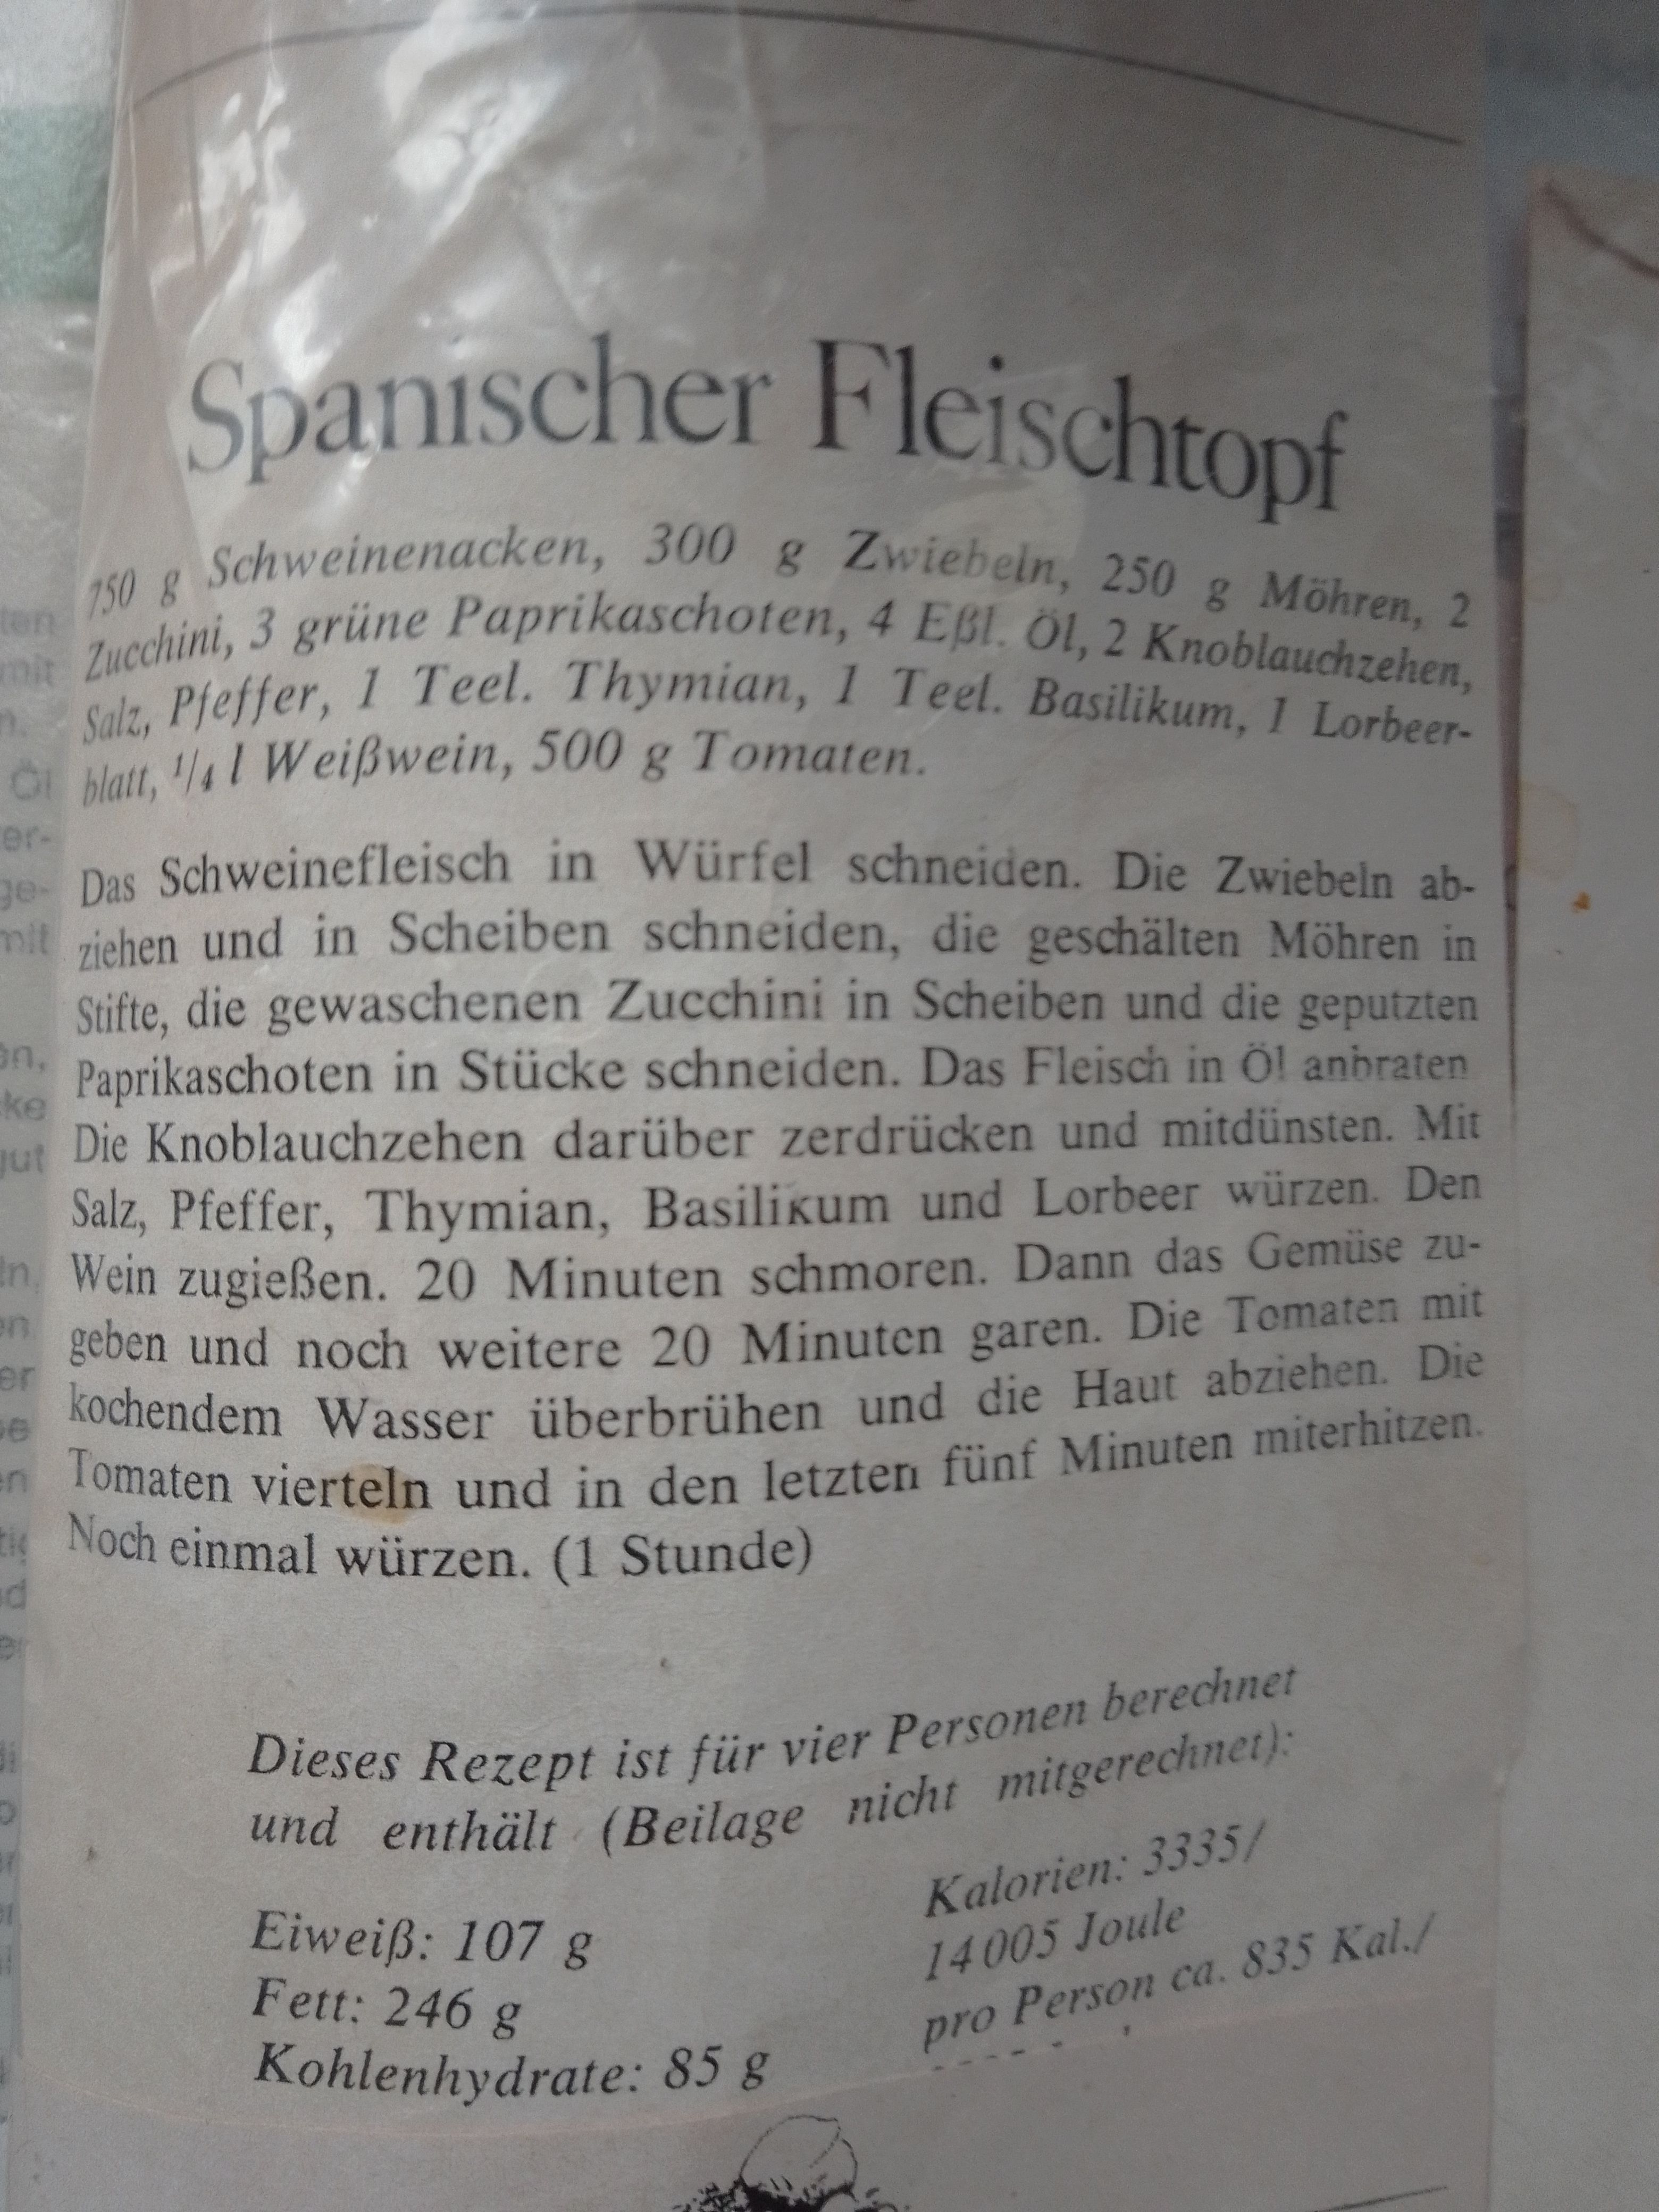 Spanischer Fleischtopf
750 g Schweinenacken, 300 g Zwiebeln, 250 g Möhren, 2
Zucchini, 3 grüne Paprikaschoten, 4 Eßl. Öl, 2 Knoblauchzehen,
Salz, Pfeffer, 1 Teel. Thymian, 1 Teel. Basilikum, 1 Lorbeer-
blatt, 1/4 l Weißwein, 500 g Tomaten.
Das Schweinefleisch in Würfel schneiden. Die Zwiebeln ab-
ziehen und in Scheiben schneiden, die geschälten Möhren in
Stifte, die gewaschenen Zucchini in Scheiben und die geputzten
Paprikaschoten in Stücke schneiden. Das Fleisch in Öl anbraten
Die Knoblauchzehen darüber zerdrücken und mitdünsten. Mit
Salz, Pfeffer, Thymian, Basilikum und Lorbeer würzen. Den
Wein zugießen. 20 Minuten schmoren. Dann das Gemüse zu-
geben und noch weitere 20 Minuten garen. Die Tomaten mit
kochendem Wasser überbrühen und die Haut abziehen. Die
Tomaten vierteln und in den letzten fünf Minuten miterhitzen.
Noch einmal würzen. (1 Stunde)
Dieses Rezept ist für vier Personen berechnet
und enthält (Beilage nicht mitgerechnet):
Eiweiß: 107 g
Fett: 246 g
Kohlenhydrate: 85 g
Kalorien: 3335/
14005 Joule
pro Person ca. 835 Kal./